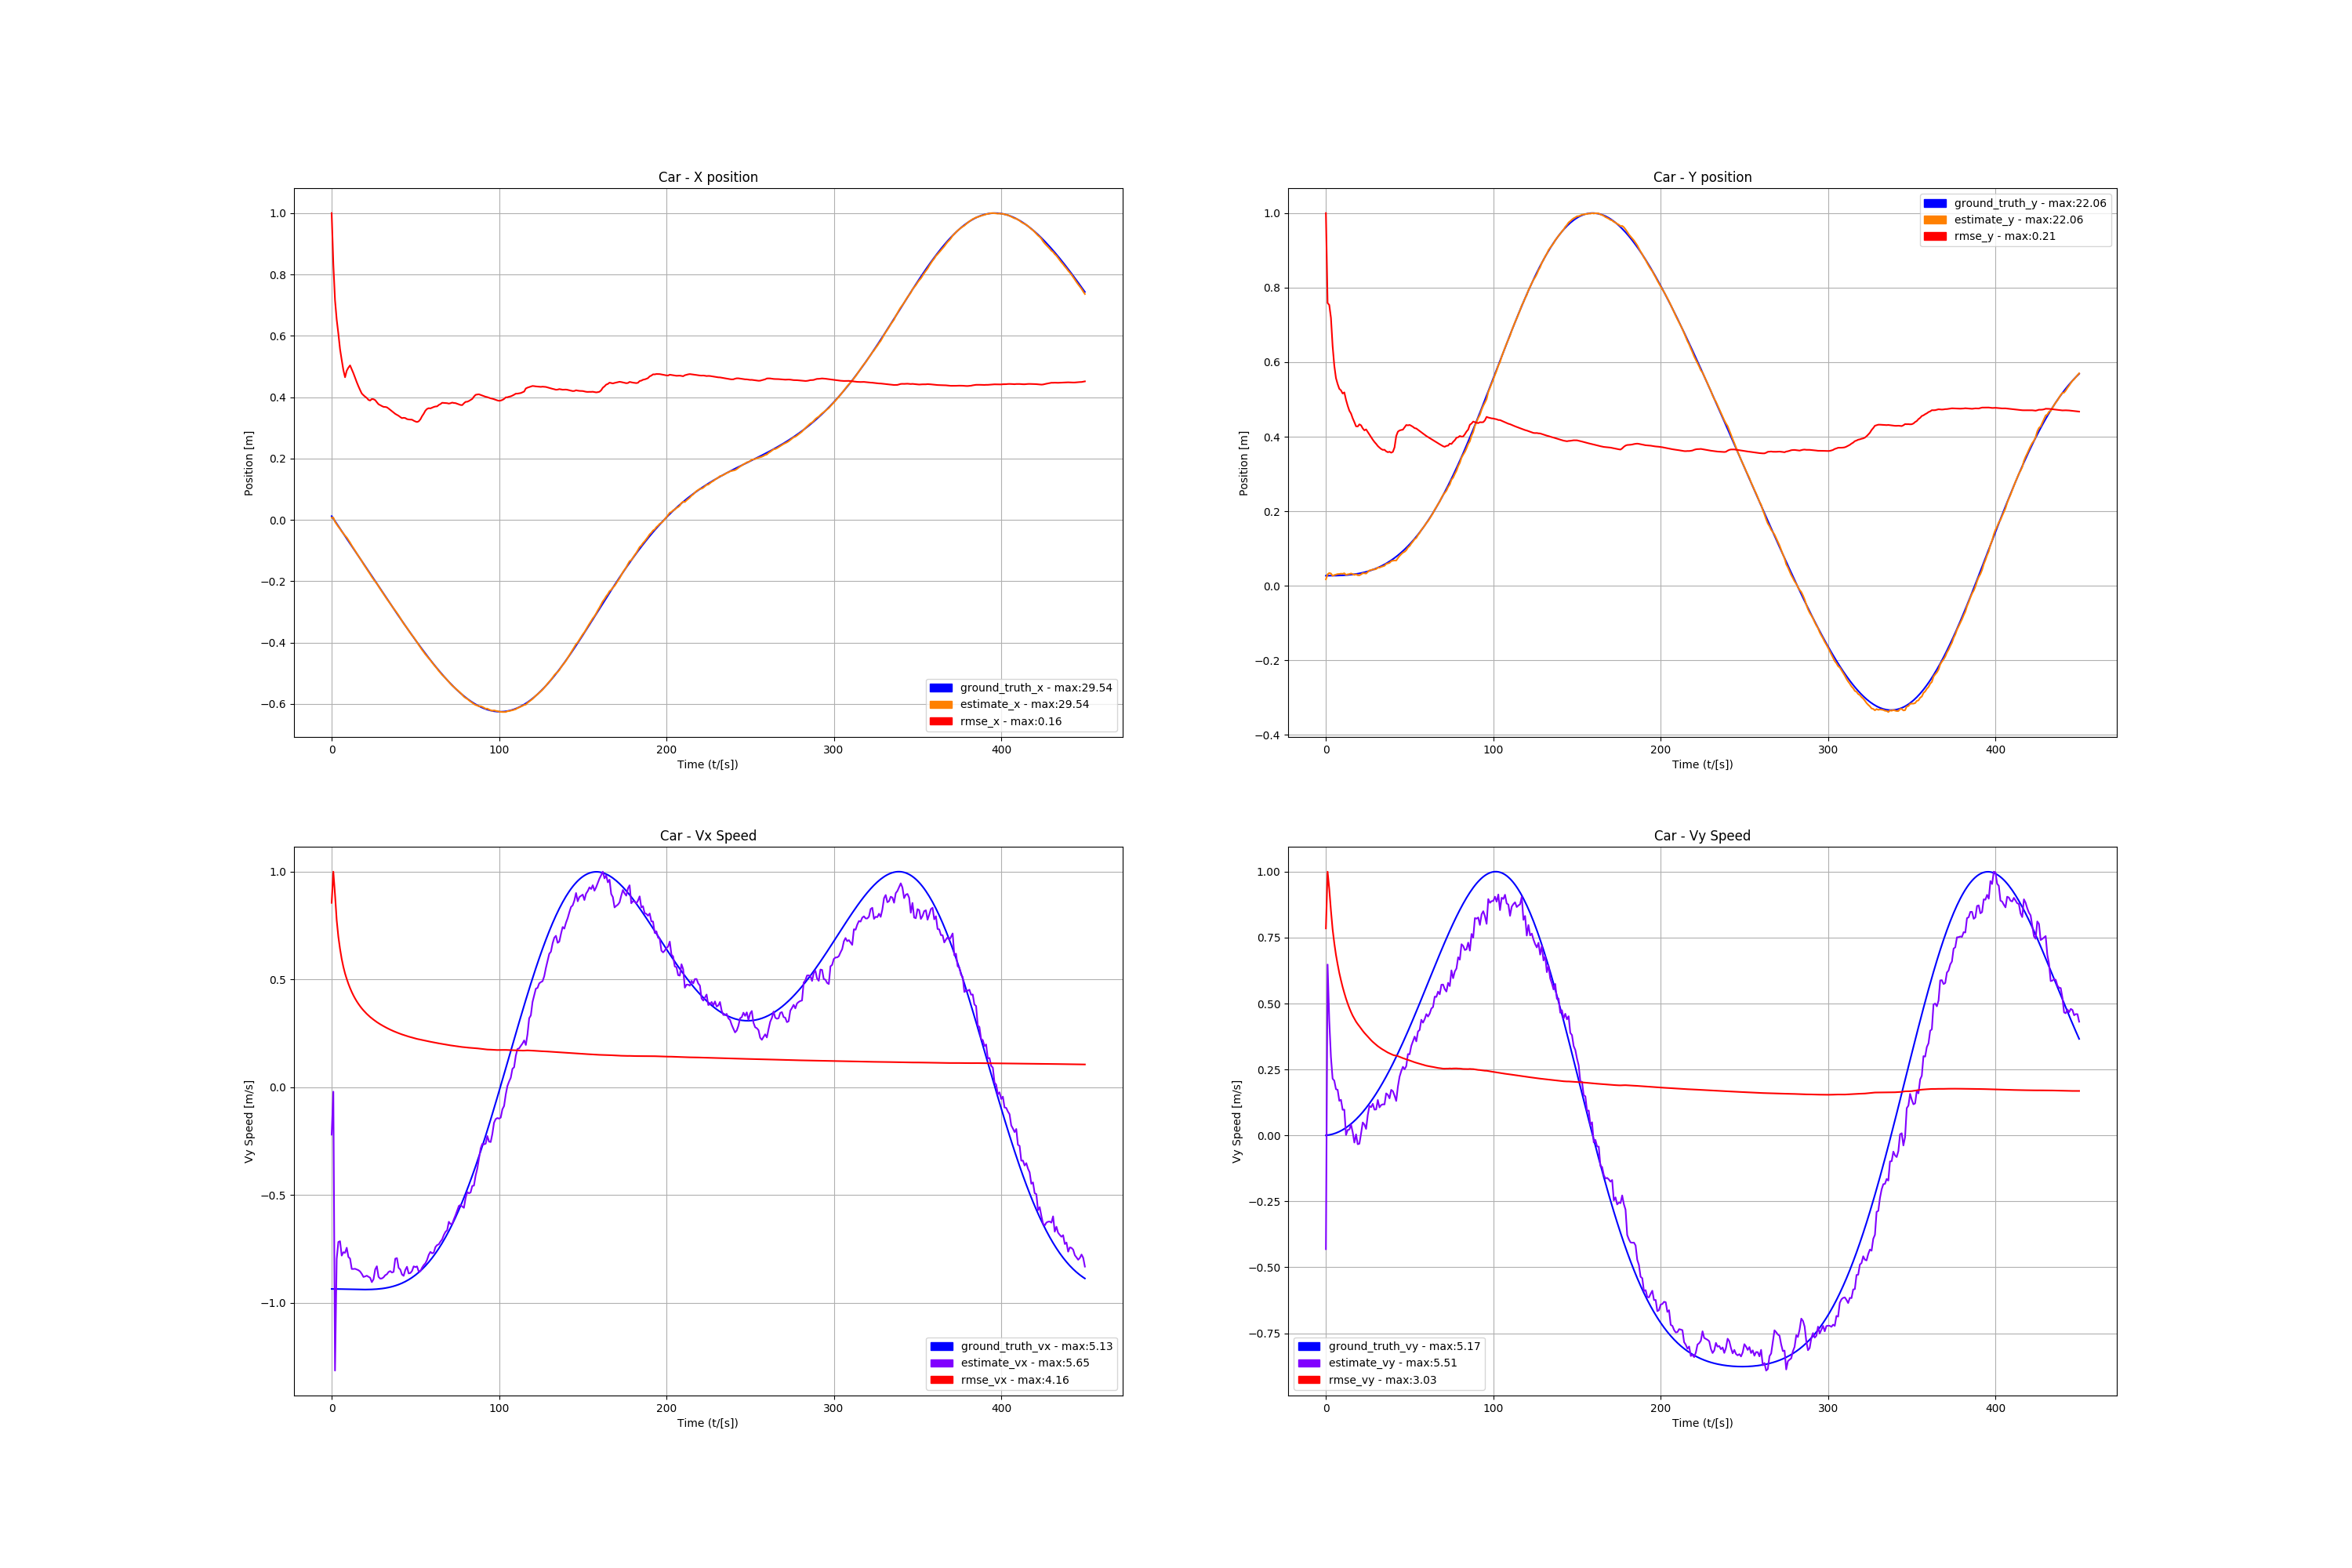 Car - X position
1.0
0.8
0.6
0.4
0.2
0.0
−0.2
−0.4
−0.6
Position [m]
ground_truth_x - max:29.54
estimate_x - max:29.54
rmse_x - max:0.16
0 100 200 300 400
Time (t/[s])
Car - Y position
1.0
0.8
0.6
0.4
0.2
0.0
−0.2
−0.4
Position [m]
ground_truth_y - max:22.06
estimate_y - max:22.06
rmse_y - max:0.21
0 100 200 300 400
Time (t/[s])
Car - Vx Speed
1.0
0.5
0.0
−0.5
−1.0
Vy Speed [m/s]
ground_truth_vx - max:5.13
estimate_vx - max:5.65
rmse_vx - max:4.16
0 100 200 300 400
Time (t/[s])
Car - Vy Speed
1.00
0.75
0.50
0.25
0.00
−0.25
−0.50
−0.75
Vy Speed [m/s]
ground_truth_vy - max:5.17
estimate_vy - max:5.51
rmse_vy - max:3.03
0 100 200 300 400
Time (t/[s])